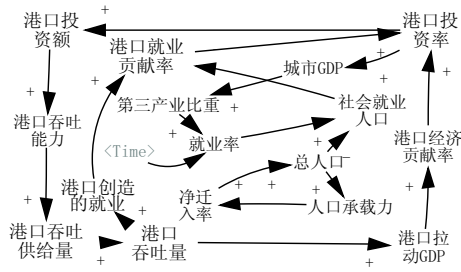 +
港口投
资额
港口投
资率
港口就业
贡献率
+
+
城市GDP
+
+
第三产业比重
+
社会就业
人口
+
港口吞吐
能力
+
就业率
+
港口经济
贡献率
<Time>
总人口
−
+
港口创造
的就业
净迁
入率
+
+
+
人口承载力
+
+
港口吞吐
供给量
+
+
港口
吞吐量
港口拉
动GDP
+